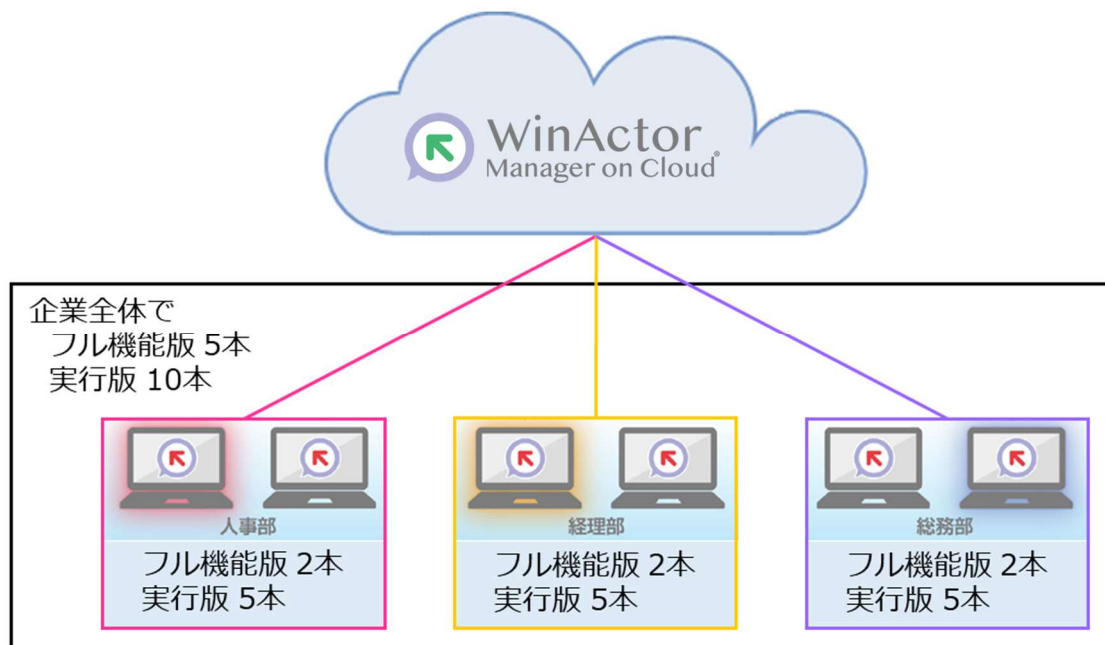 WinActor
Manager on Cloud®
企業全体で
フル機能版 5本
実行版 10本
人事部
経理部
総務部
フル機能版 2本
実行版 5本
フル機能版 2本
実行版 5本
フル機能版 2本
実行版 5本